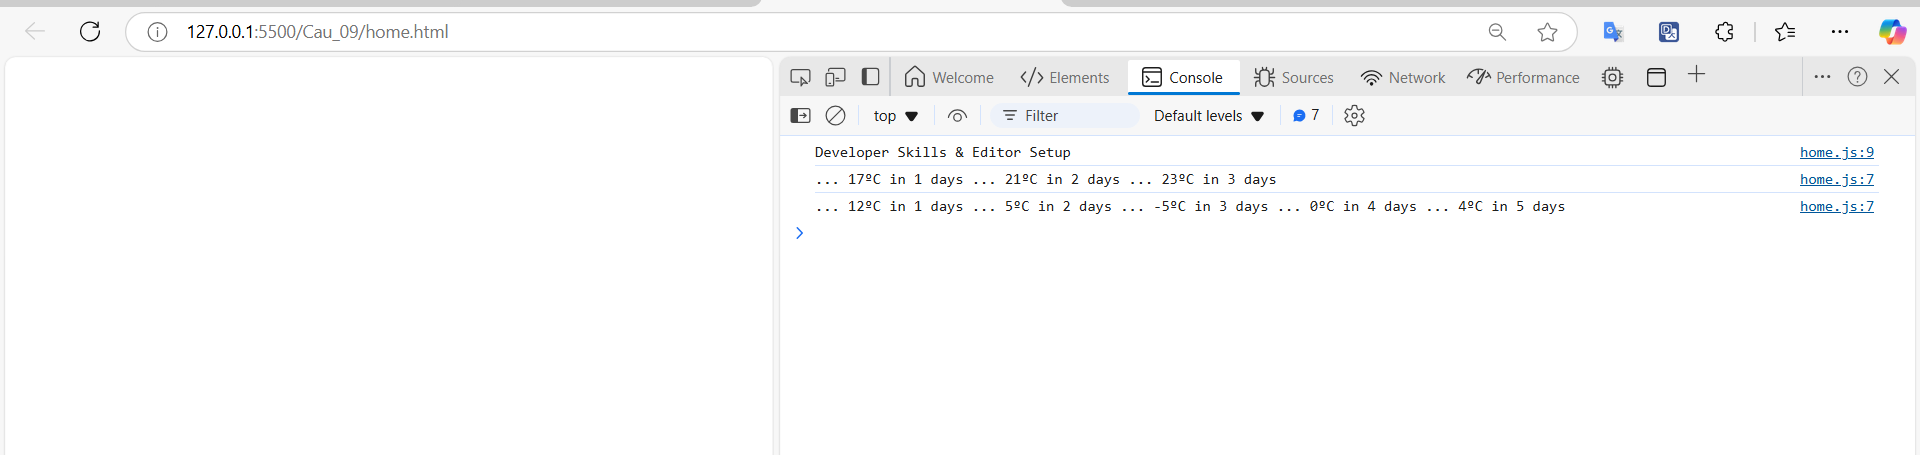 127.0.0.1:5500/Cau_09/home.html
Welcome Elements Console Sources Network Performance
top Filter Default levels 7
Developer Skills & Editor Setup home.js:9
... 17ºC in 1 days ... 21ºC in 2 days ... 23ºC in 3 days home.js:7
... 12ºC in 1 days ... 5ºC in 2 days ... -5ºC in 3 days ... 0ºC in 4 days ... 4ºC in 5 days home.js:7